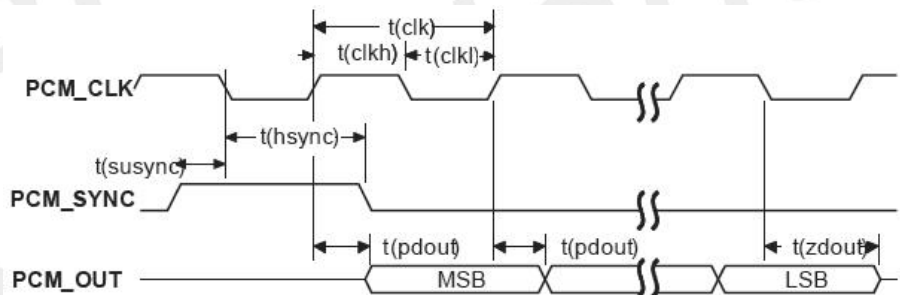 t(clk)
t(clkh) t(clkl)
PCM_CLK
t(hsync)
t(susync)
PCM_SYNC
t(pdout) t(pdout) t(zdout)
PCM_OUT MSB LSB